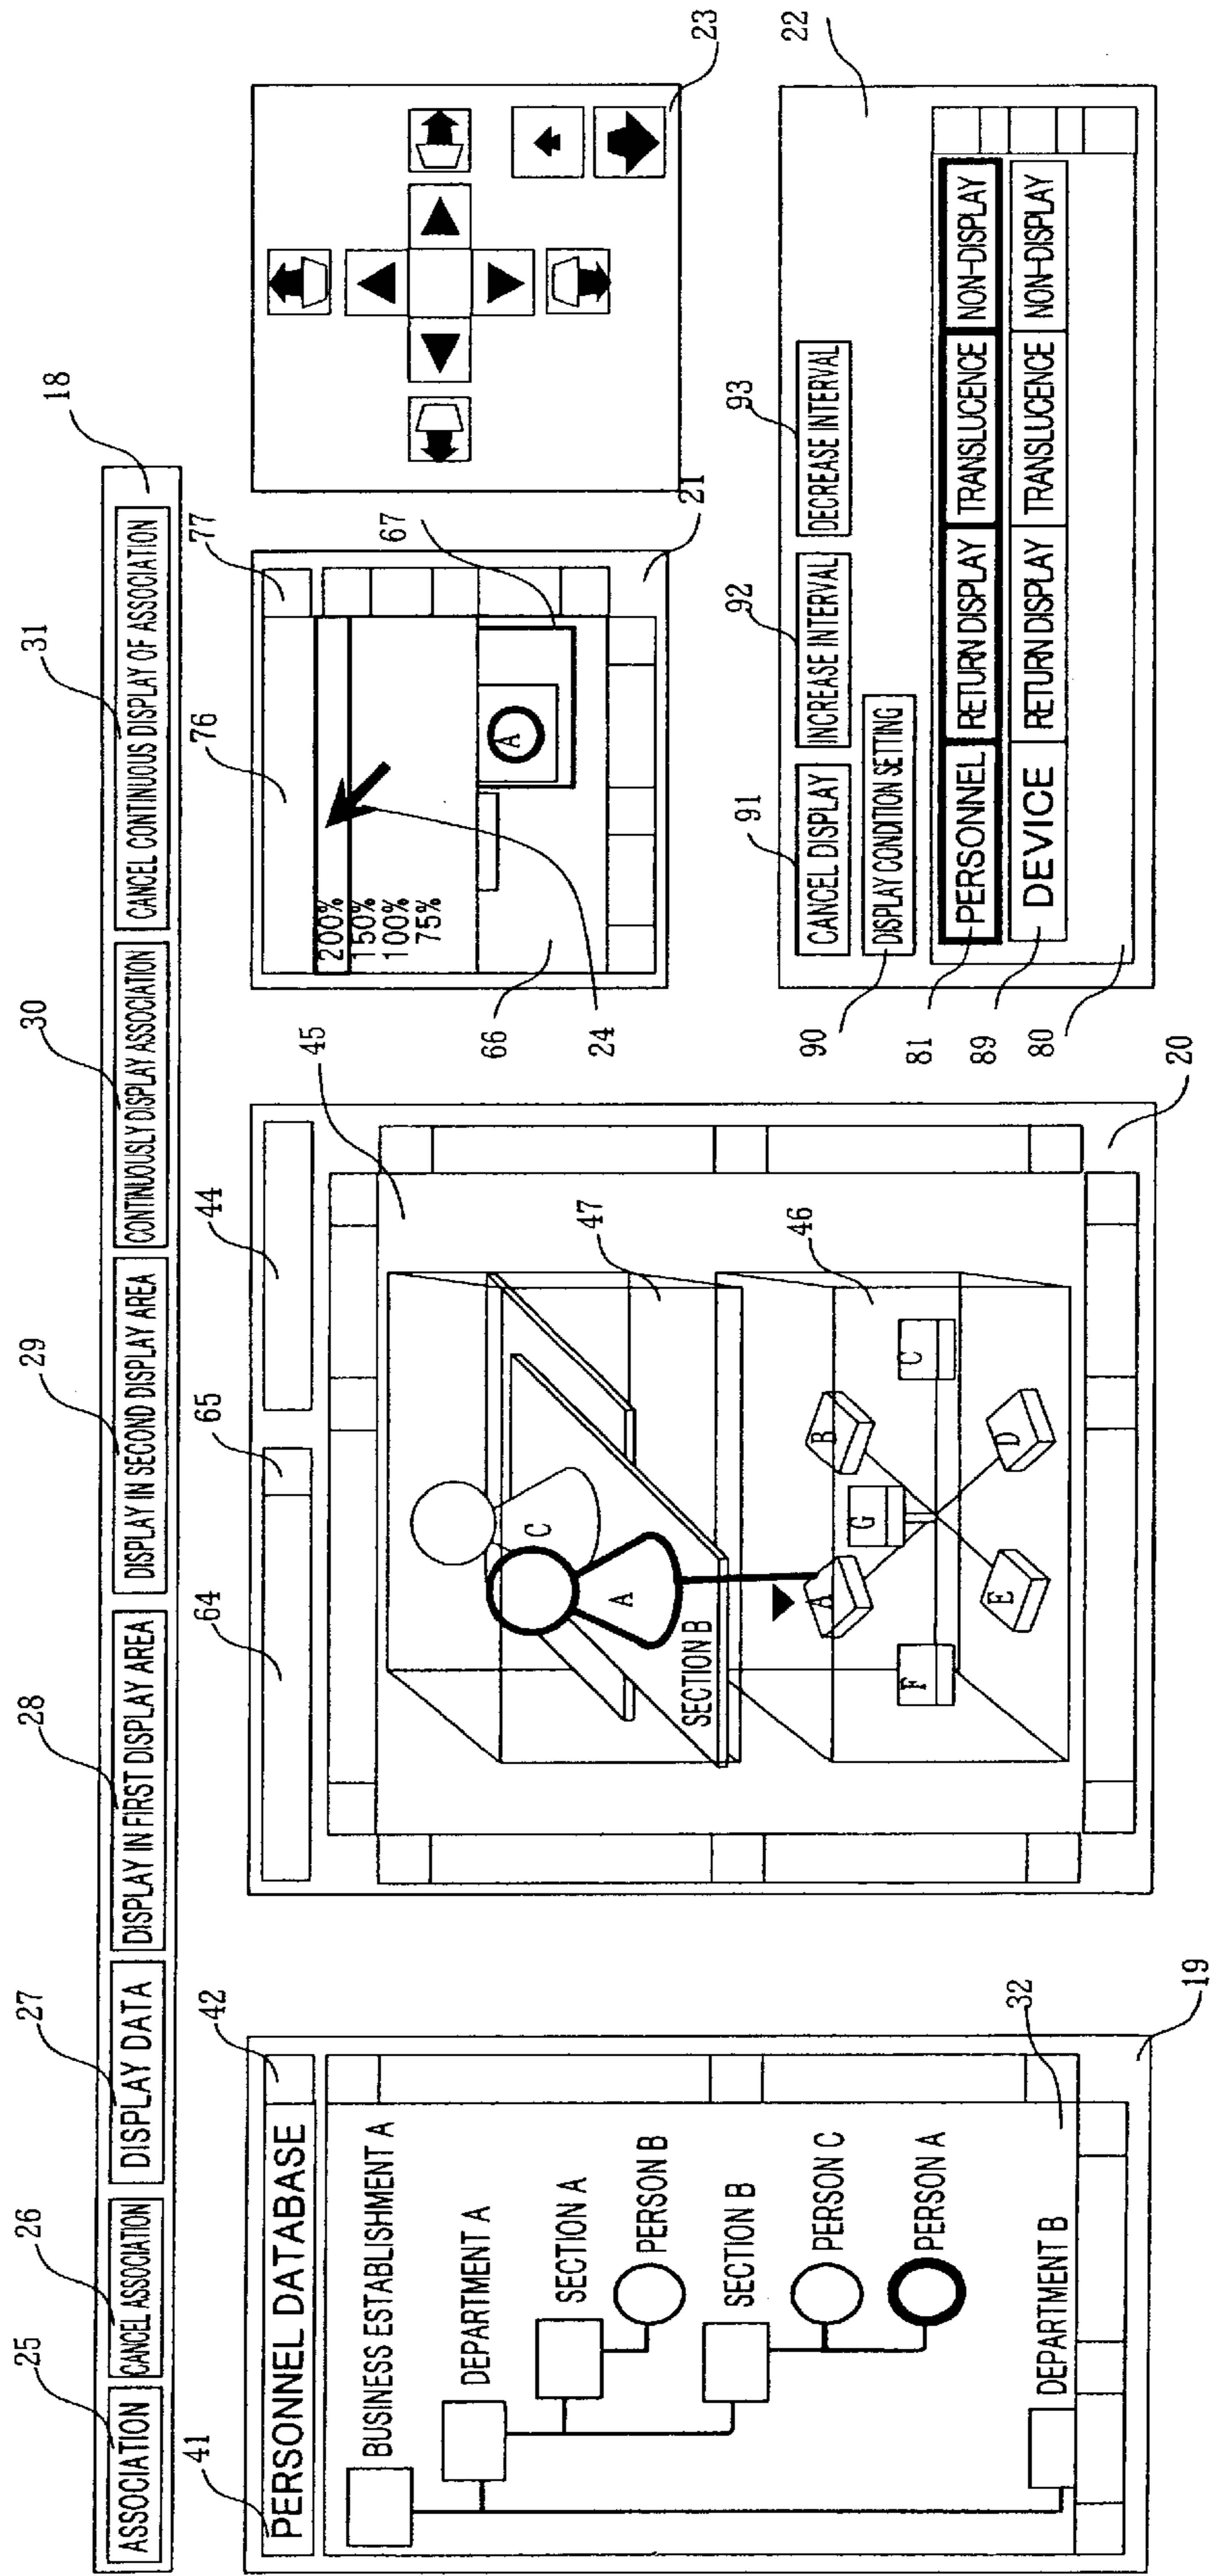 25 26 27 28 29 30 31 18
ASSOCIATION CANCEL ASSOCIATION DISPLAY DATA DISPLAY IN FIRST DISPLAY AREA DISPLAY IN SECOND DISPLAY AREA CONTINUOUSLY DISPLAY ASSOCIATION CANCEL CONTINUOUS DISPLAY OF ASSOCIATION
41 42
PERSONNEL DATABASE
BUSINESS ESTABLISHMENT A
DEPARTMENT A
SECTION A
PERSON B
SECTION B
PERSON C
PERSON A
DEPARTMENT B
32
19
64 65 44
45
C
A
47
SECTION B
46
A
B
G
F
C
E
D
20
76 77
200%
150%
100%
75%
A
67
66
24
21
23
91 92 93
CANCEL DISPLAY INCREASE INTERVAL DECREASE INTERVAL
22
90
DISPLAY CONDITION SETTING
81
PERSONNEL RETURN DISPLAY TRANSLUCENCE NON-DISPLAY
89
DEVICE RETURN DISPLAY TRANSLUCENCE NON-DISPLAY
80